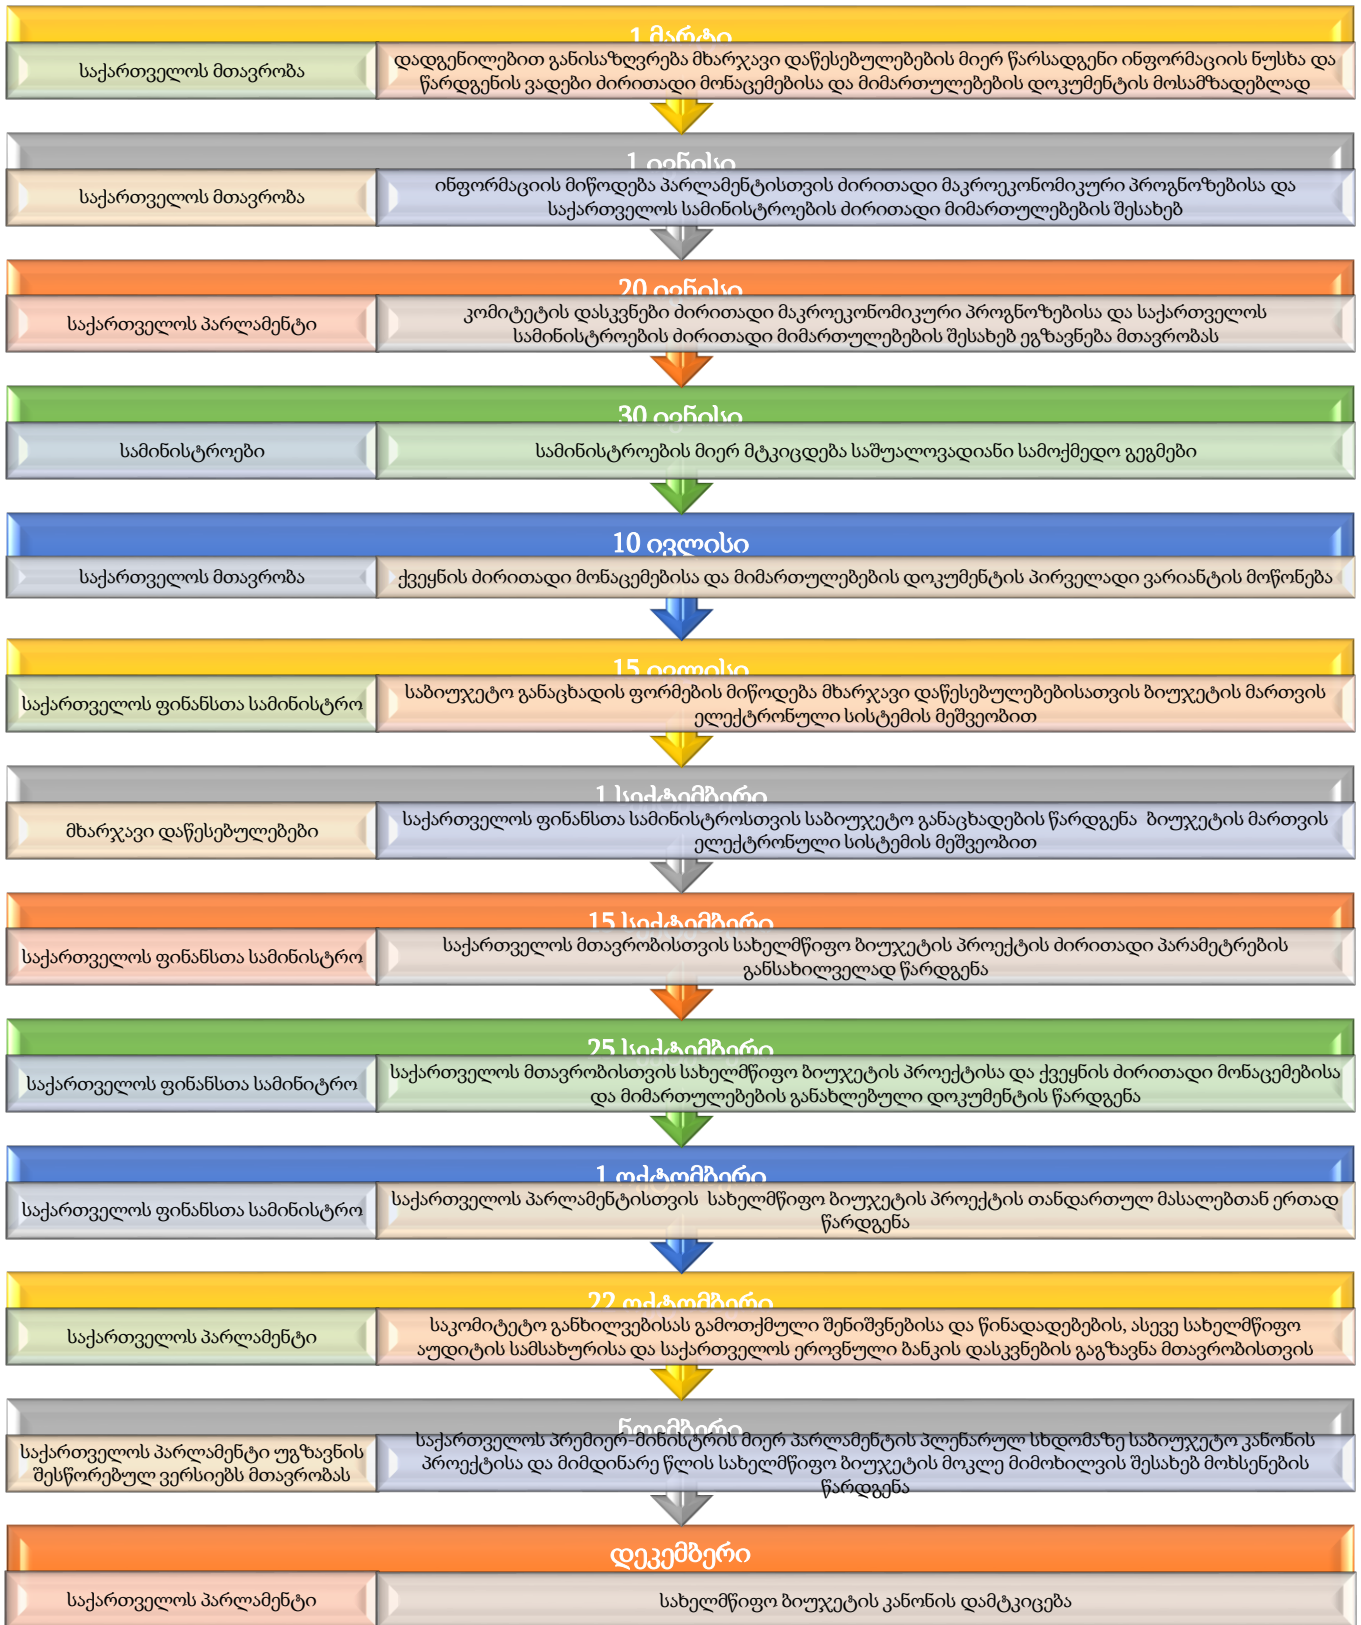 1 მარტი
საქართველოს მთავრობა
დადგენილებით განისაზღვრება მხარჯავი დაწესებულებების მიერ წარსადგენი ინფორმაციის ნუსხა და
წარდგენის ვადები ძირითადი მონაცემებისა და მიმართულებების დოკუმენტის მოსამზადებლად
1 ივნისი
საქართველოს მთავრობა
ინფორმაციის მიწოდება პარლამენტისთვის ძირითადი მაკროეკონომიკური პროგნოზებისა და
საქართველოს სამინისტროების ძირითადი მიმართულებების შესახებ
20 ივნისი
საქართველოს პარლამენტი
კომიტეტის დასკვნები ძირითადი მაკროეკონომიკური პროგნოზებისა და საქართველოს
სამინისტროების ძირითადი მიმართულებების შესახებ ეგზავნება მთავრობას
30 ივნისი
სამინისტროები
სამინისტროების მიერ მტკიცდება საშუალოვადიანი სამოქმედო გეგმები
10 ივლისი
საქართველოს მთავრობა
ქვეყნის ძირითადი მონაცემებისა და მიმართულებების დოკუმენტის პირველადი ვარიანტის მოწონება
15 ივლისი
საქართველოს ფინანსთა სამინისტრო
საბიუჯეტო განაცხადის ფორმების მიწოდება მხარჯავი დაწესებულებებისათვის ბიუჯეტის მართვის
ელექტრონული სისტემის მეშვეობით
1 სექტემბერი
მხარჯავი დაწესებულებები
საქართველოს ფინანსთა სამინისტროსთვის საბიუჯეტო განაცხადების წარდგენა ბიუჯეტის მართვის
ელექტრონული სისტემის მეშვეობით
15 სექტემბერი
საქართველოს ფინანსთა სამინისტრო
საქართველოს მთავრობისთვის სახელმწიფო ბიუჯეტის პროექტის ძირითადი პარამეტრების
განსახილველად წარდგენა
25 სექტემბერი
საქართველოს ფინანსთა სამინიტრო
საქართველოს მთავრობისთვის სახელმწიფო ბიუჯეტის პროექტისა და ქვეყნის ძირითადი მონაცემებისა
და მიმართულებების განახლებული დოკუმენტის წარდგენა
1 ოქტომბერი
საქართველოს ფინანსთა სამინისტრო
საქართველოს პარლამენტისთვის სახელმწიფო ბიუჯეტის პროექტის თანდართულ მასალებთან ერთად
წარდგენა
22 ოქტომბერი
საქართველოს პარლამენტი
საკომიტეტო განხილვებისას გამოთქმული შენიშვნებისა და წინადადებების, ასევე სახელმწიფო
აუდიტის სამსახურისა და საქართველოს ეროვნული ბანკის დასკვნების გაგზავნა მთავრობისთვის
ნოემბერი
საქართველოს პარლამენტი უგზავნის
შესწორებულ ვერსიებს მთავრობას
საქართველოს პრემიერ-მინისტრის მიერ პარლამენტის პლენარულ სხდომაზე საბიუჯეტო კანონის
პროექტისა და მიმდინარე წლის სახელმწიფო ბიუჯეტის მოკლე მიმოხილვის შესახებ მოხსენების
წარდგენა
დეკემბერი
საქართველოს პარლამენტი
სახელმწიფო ბიუჯეტის კანონის დამტკიცება